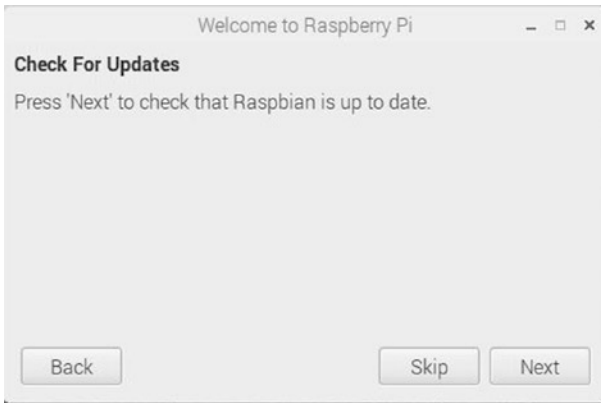 Welcome to Raspberry Pi
Check For Updates
Press 'Next' to check that Raspbian is up to date.
Back Skip Next